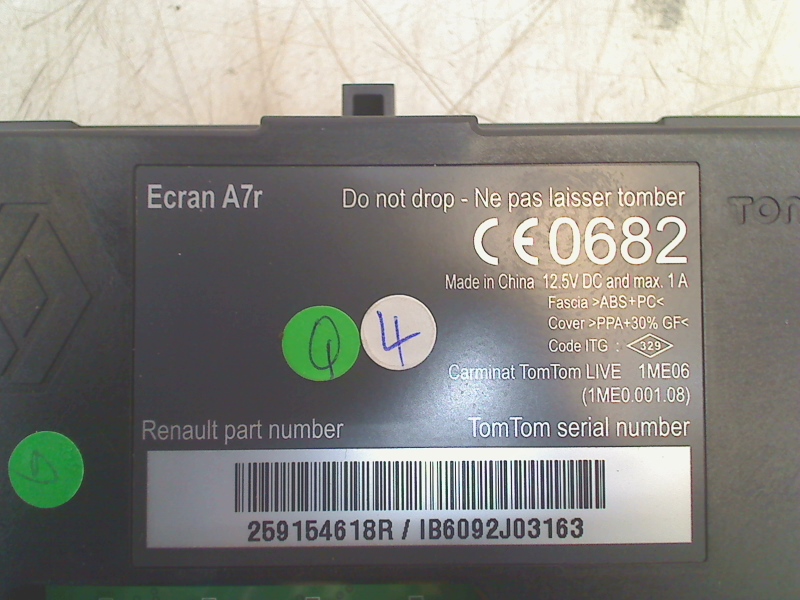 Ecran A7r
Do not drop - Ne pas laisser tomber
CE0682
Made in China 12.5V DC and max. 1 A
Fascia >ABS+PC<
Cover >PPA+30% GF<
Code ITG : 329
Carminat TomTom LIVE 1ME06
(1ME0.001.08)
Q
4
Renault part number
TomTom serial number
259154618R / IB6092J03163
TOM